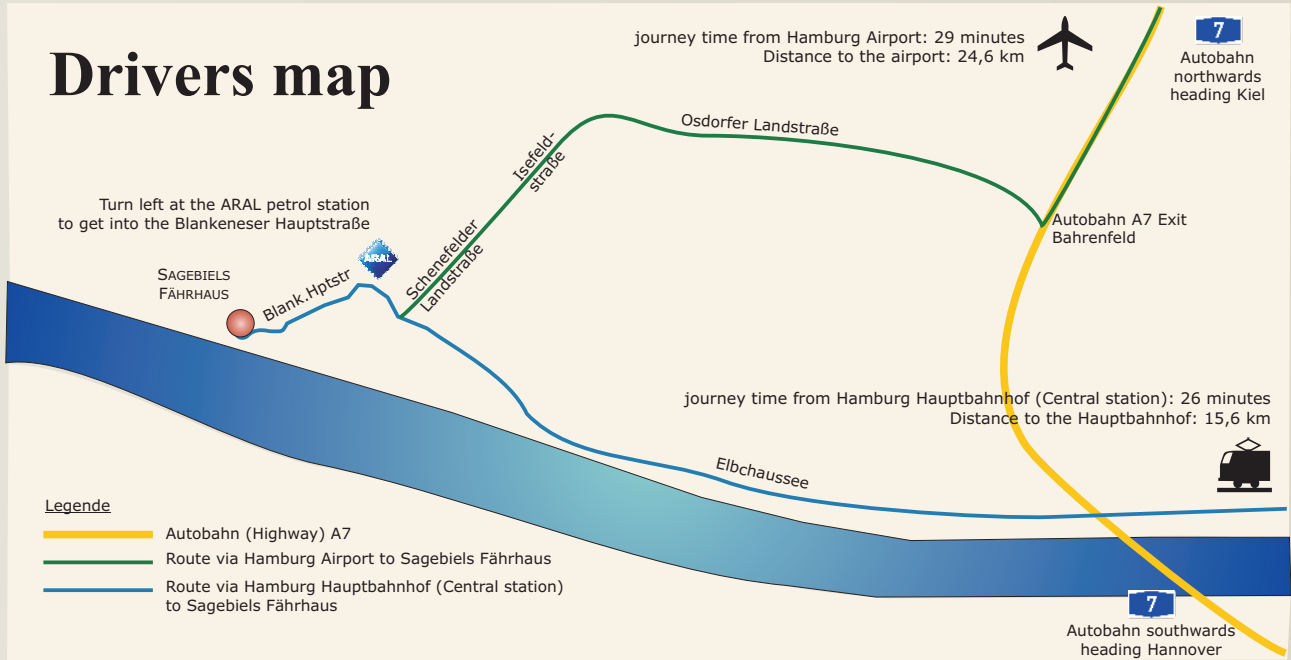 Drivers map
journey time from Hamburg Airport: 29 minutes
Distance to the airport: 24,6 km
7
Autobahn
northwards
heading Kiel
Osdorfer Landstraße
Isefeld-
straße
Turn left at the ARAL petrol station
to get into the Blankeneser Hauptstraße
ARAL
Schenefelder
Landstraße
Autobahn A7 Exit
Bahrenfeld
SAGEBIELS
FÄHRHAUS
Blank.Hptstr
journey time from Hamburg Hauptbahnhof (Central station): 26 minutes
Distance to the Hauptbahnhof: 15,6 km
Elbchaussee
Legende
Autobahn (Highway) A7
Route via Hamburg Airport to Sagebiels Fährhaus
Route via Hamburg Hauptbahnhof (Central station)
to Sagebiels Fährhaus
7
Autobahn southwards
heading Hannover